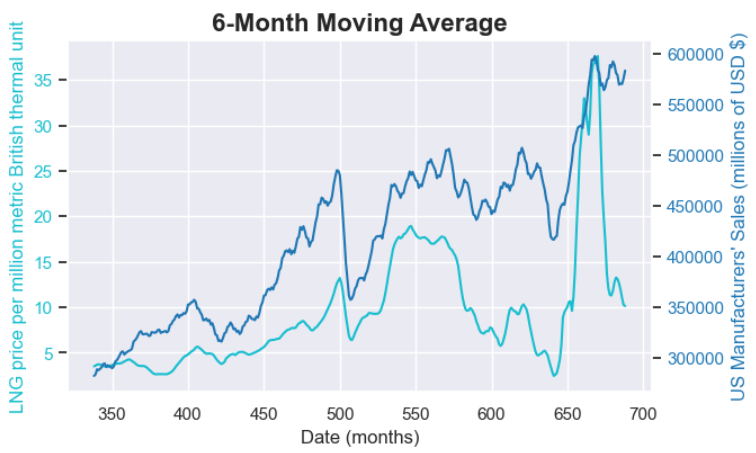 6-Month Moving Average
LNG price per million metric British thermal unit
35
30
25
20
15
10
5
600000
550000
500000
450000
400000
350000
300000
US Manufacturers' Sales (millions of USD $)
350 400 450 500 550 600 650 700
Date (months)